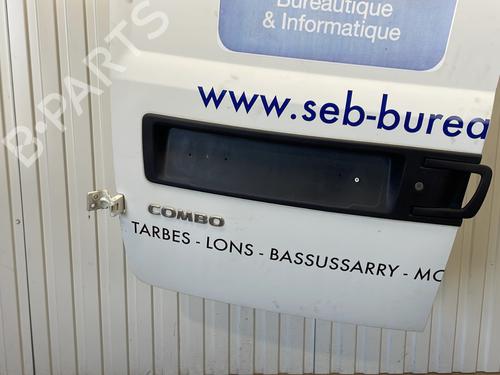 Bureautique
& Informatique
www.seb-burea
COMBO
TARBES - LONS - BASSUSSARRY - MO
B-PARTS